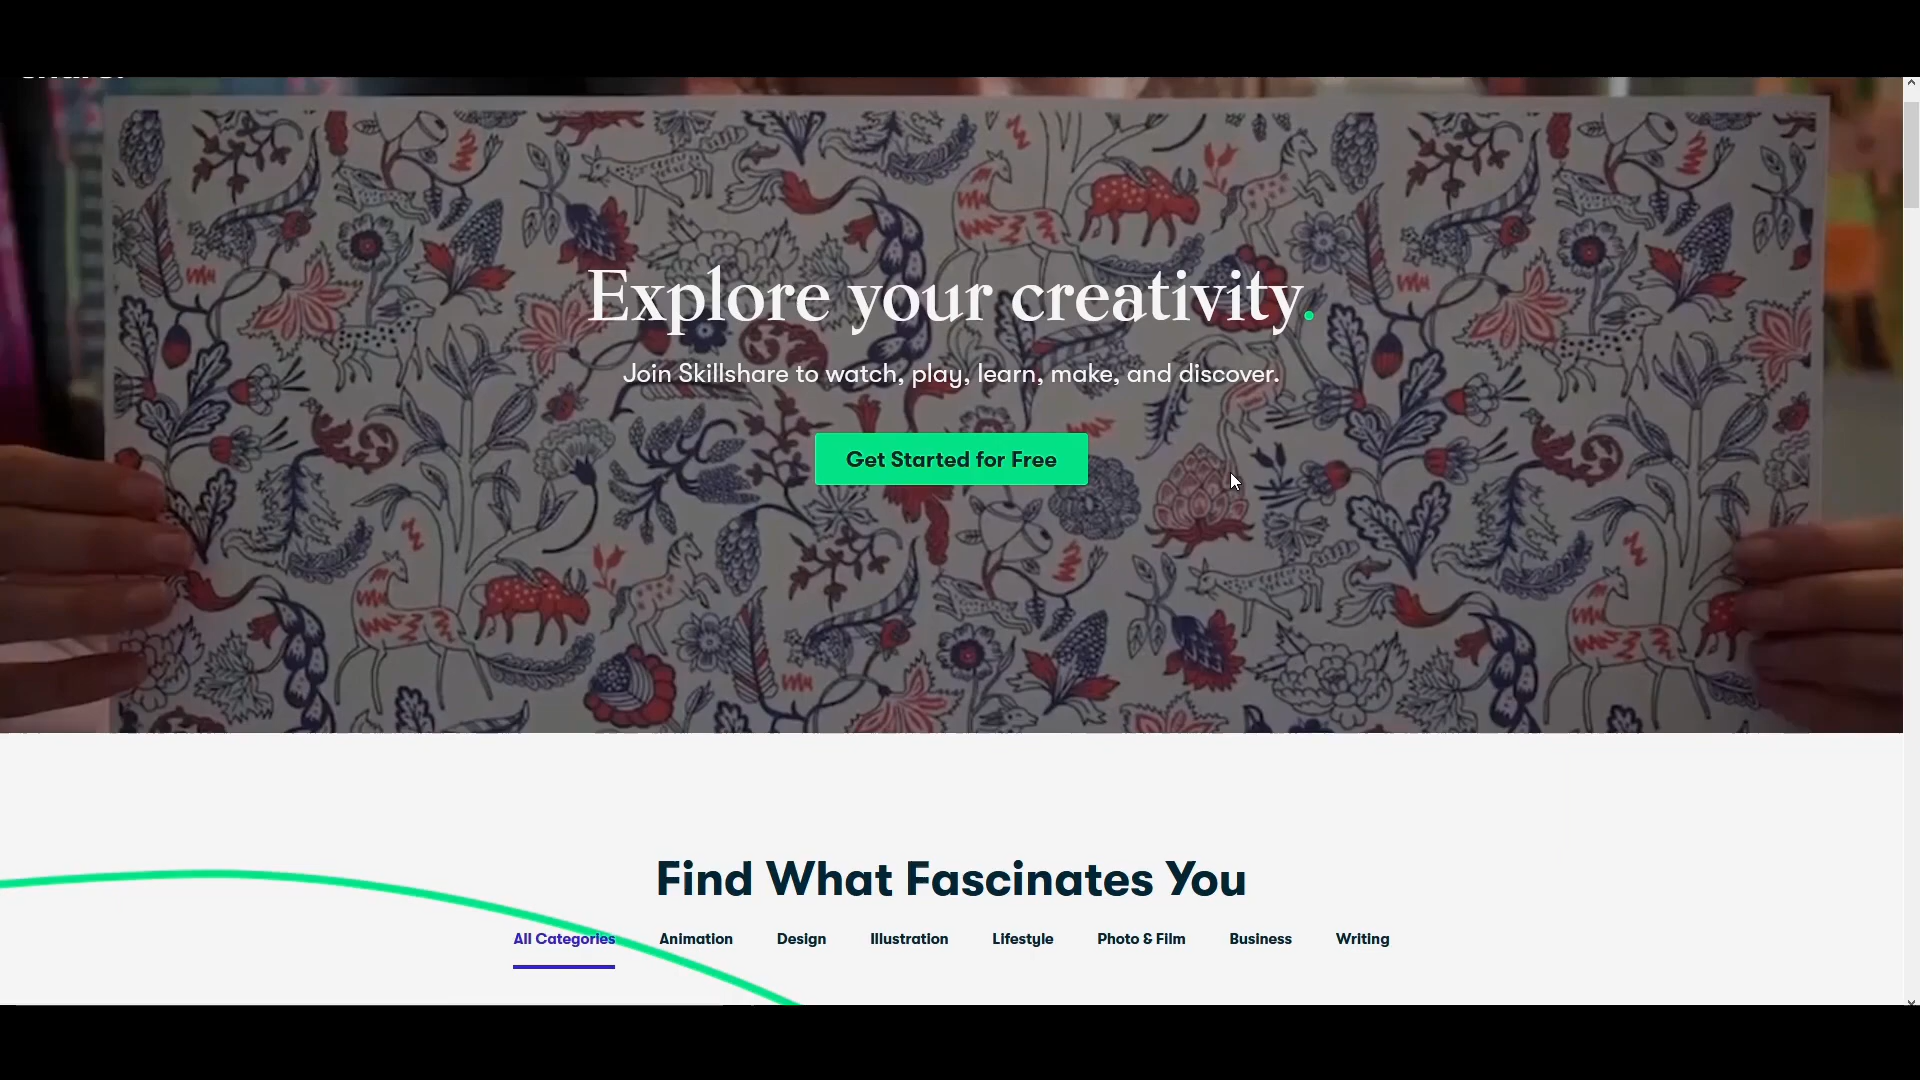 Explore your creativity.
Join Skillshare to watch, play, learn, make, and discover.
Get Started for Free
Find What Fascinates You
All Categories Animation Design Illustration Lifestyle Photo & Film Business Writing